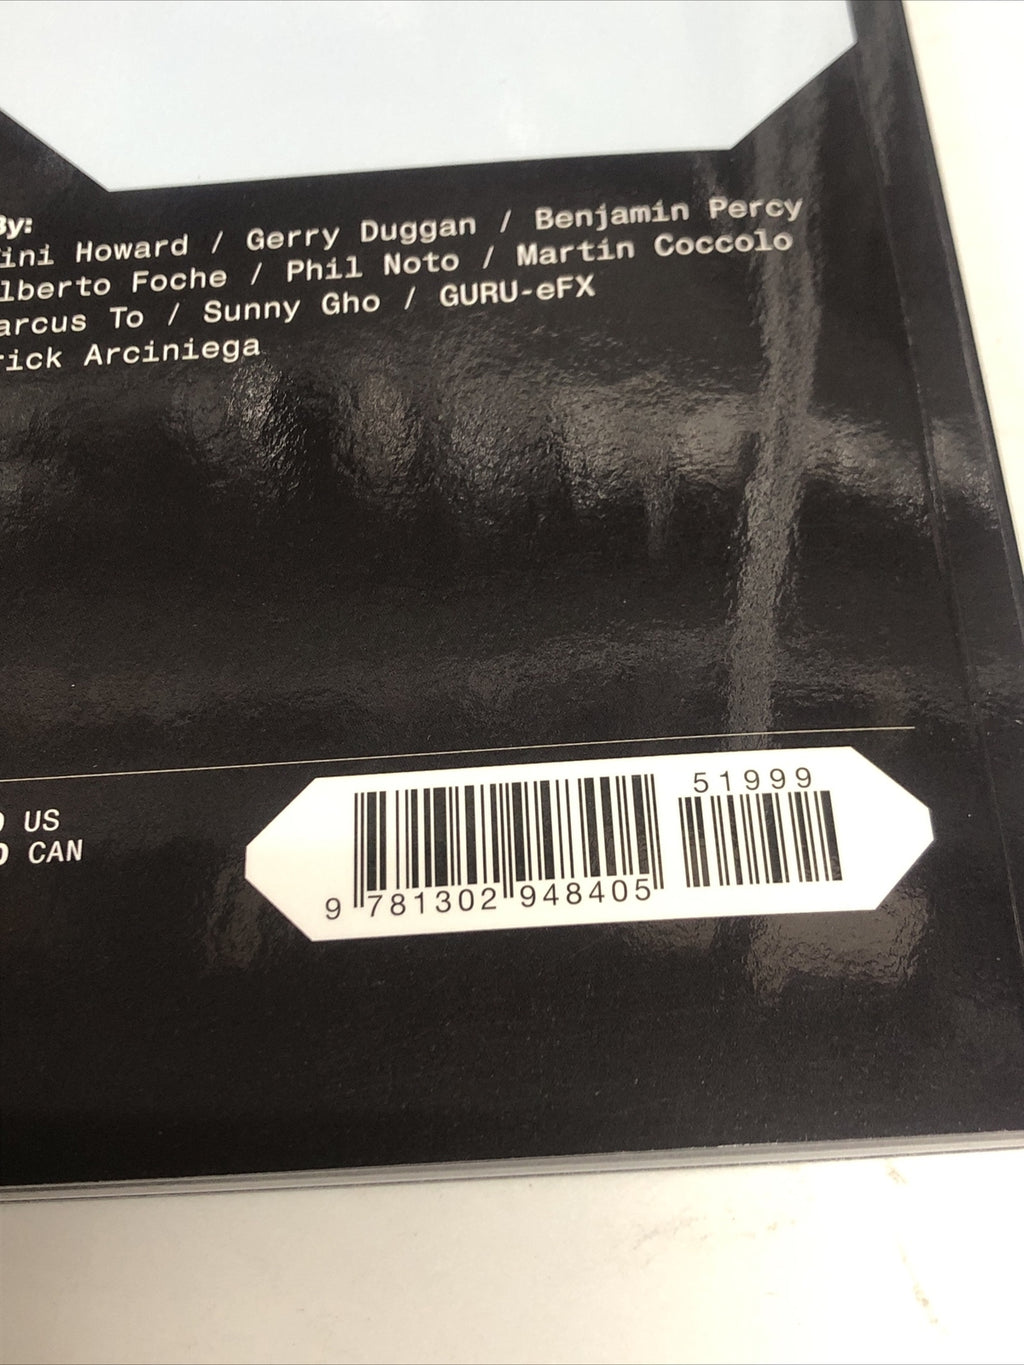 By:
ini Howard / Gerry Duggan / Benjamin Percy
lberto Foche / Phil Noto / Martin Coccolo
arcus To / Sunny Gho / GURU-eFX
rick Arciniega
US
CAN
51999
9 781302 948405